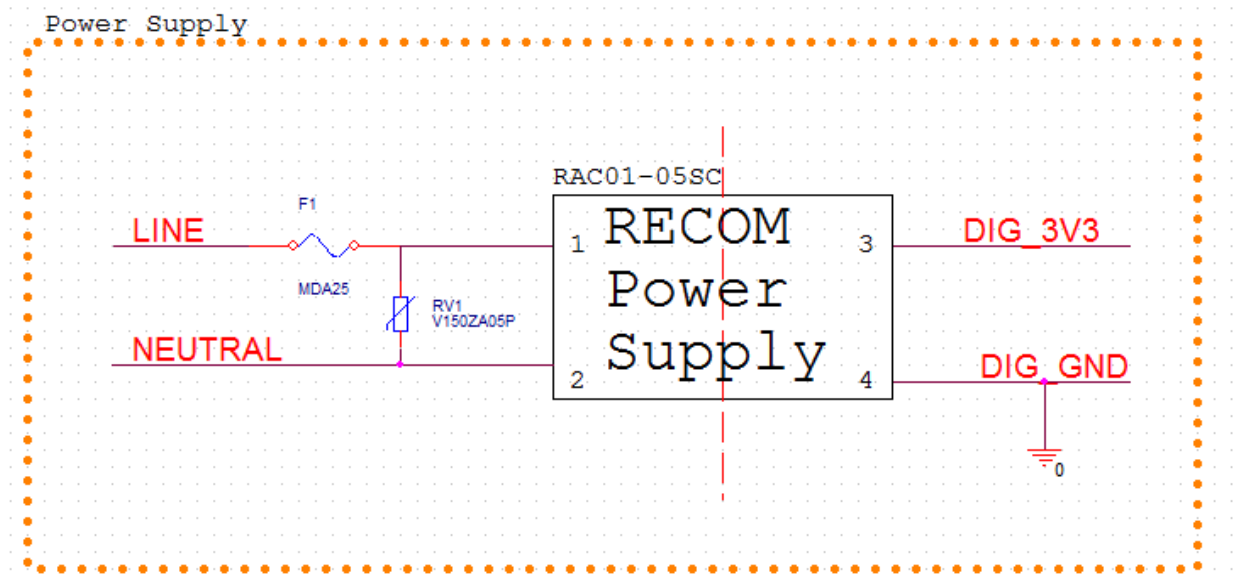 Power Supply
RAC01-05SC
F1
LINE
1
RECOM
3
DIG_3V3
Power
MDA25
RV1
V150ZA05P
NEUTRAL
Supply
2
4
DIG_GND
0